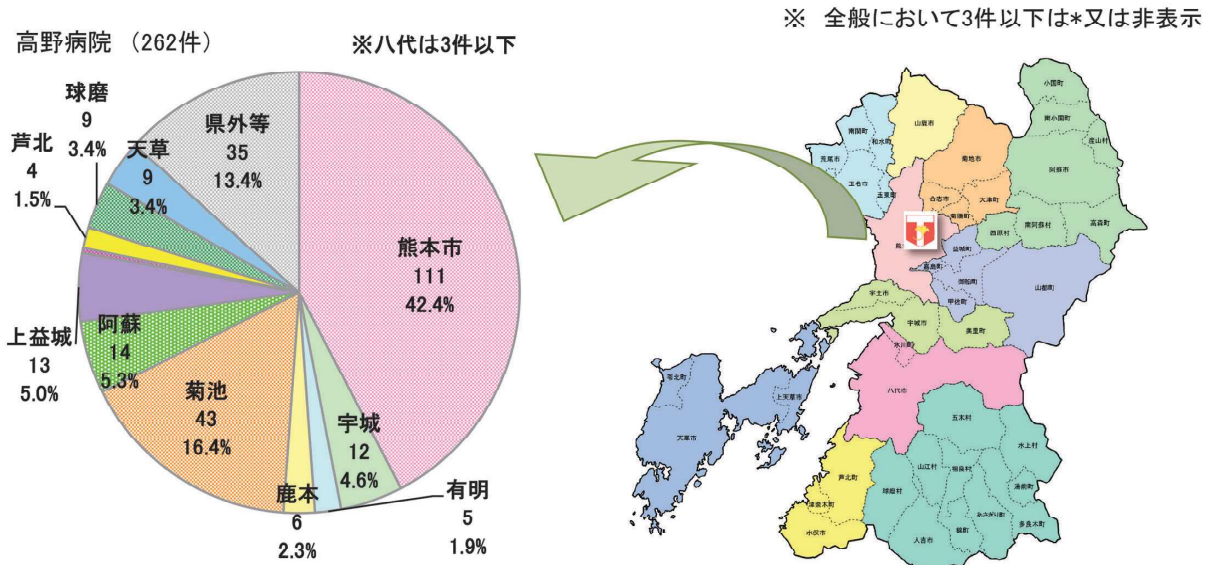 ※ 全般において3件以下は*又は非表示
高野病院 (262件)
※八代は3件以下
熊本市
111
42.4%
宇城
12
4.6%
有明
5
1.9%
鹿本
6
2.3%
菊池
43
16.4%
阿蘇
14
5.3%
上益城
13
5.0%
芦北
4
1.5%
球磨
9
3.4%
天草
9
3.4%
県外等
35
13.4%
小国町
南小国町
産山村
山鹿市
南関町
和水町
荒尾市
玉名市
玉東町
菊池市
阿蘇市
合志市
大津町
菊陽町
西原村
南阿蘇村
高森町
益城町
嘉島町
御船町
山都町
甲佐町
宇土市
宇城市
美里町
氷川町
八代市
苓北町
上天草市
天草市
五木村
水上村
芦北町
山江村
相良村
球磨村
湯前町
津奈木町
あさぎり町
多良木町
錦町
水俣市
人吉市